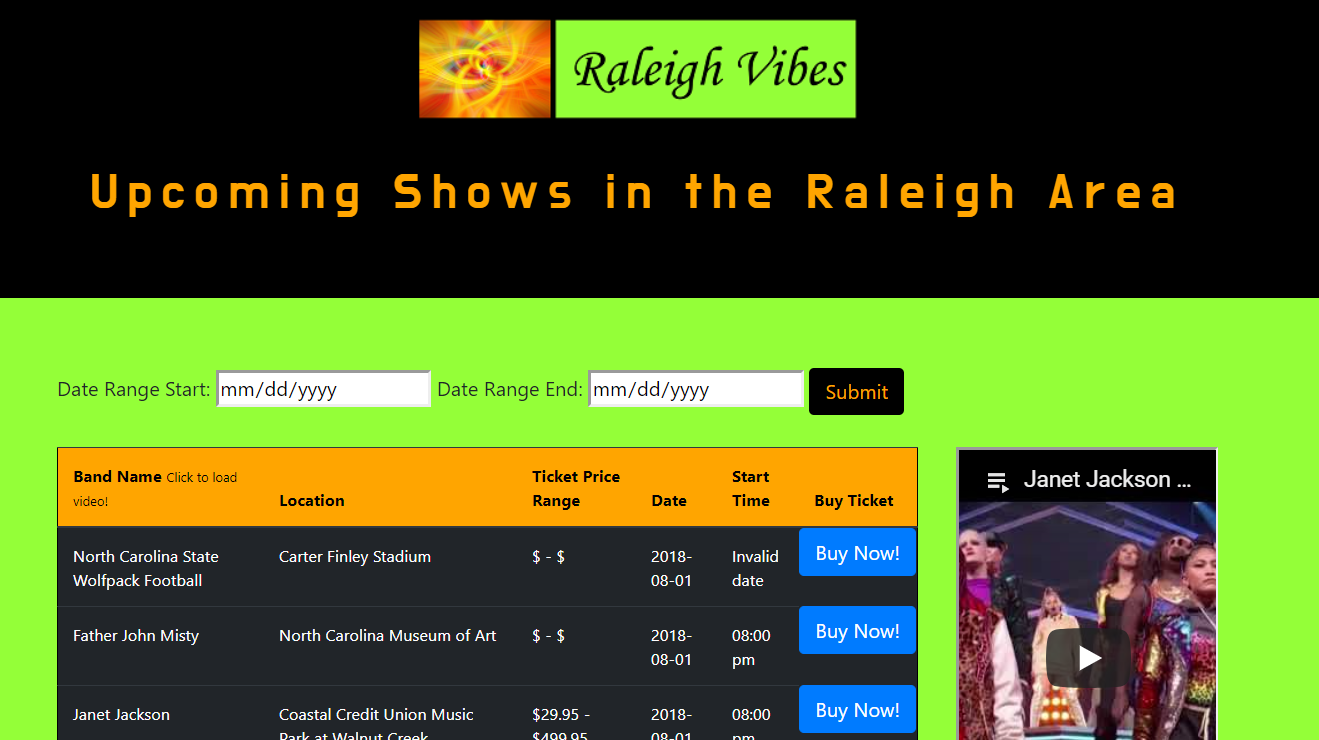 Raleigh Vibes
Upcoming Shows in the Raleigh Area
Date Range Start: mm/dd/yyyy Date Range End: mm/dd/yyyy Submit
Band Name Click to load video!
Location
Ticket Price Range
Date
Start Time
Buy Ticket
North Carolina State Wolfpack Football
Carter Finley Stadium
$ - $
2018-08-01
Invalid date
Buy Now!
Father John Misty
North Carolina Museum of Art
$ - $
2018-08-01
08:00 pm
Buy Now!
Janet Jackson
Coastal Credit Union Music Park at Walnut Creek
$29.95 - $499.95
2018-08-01
08:00 pm
Buy Now!
Janet Jackson ...